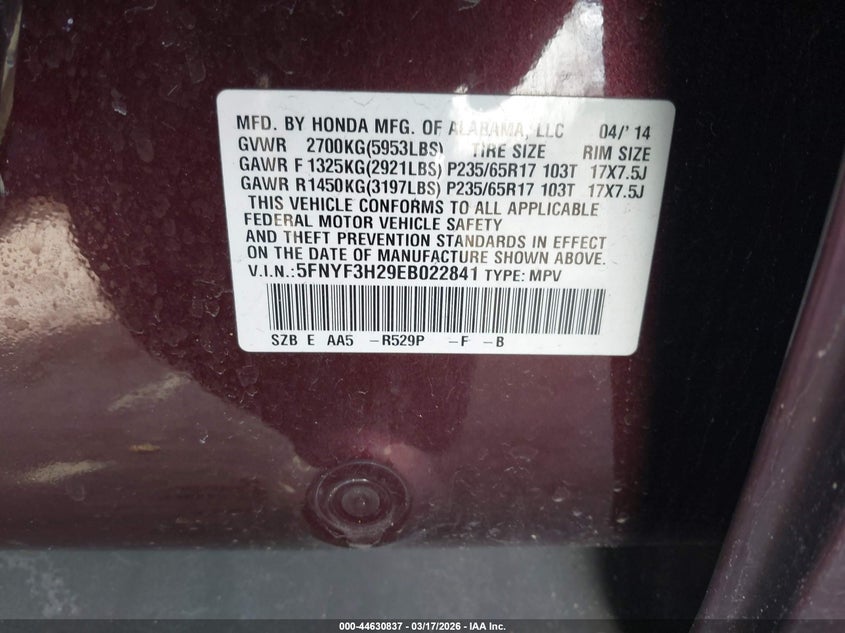 MFD. BY HONDA MFG. OF ALABAMA, LLC 04/'14
GVWR 2700KG(5953LBS) TIRE SIZE RIM SIZE
GAWR F 1325KG(2921LBS) P235/65R17 103T 17X7.5J
GAWR R1450KG(3197LBS) P235/65R17 103T 17X7.5J
THIS VEHICLE CONFORMS TO ALL APPLICABLE
FEDERAL MOTOR VEHICLE SAFETY
AND THEFT PREVENTION STANDARDS IN EFFECT
ON THE DATE OF MANUFACTURE SHOWN ABOVE.
V.I.N.:5FNYF3H29EB022841 TYPE: MPV
SZB E AA5 -R529P -F -B
000-44630837 - 03/17/2026 - IAA Inc.